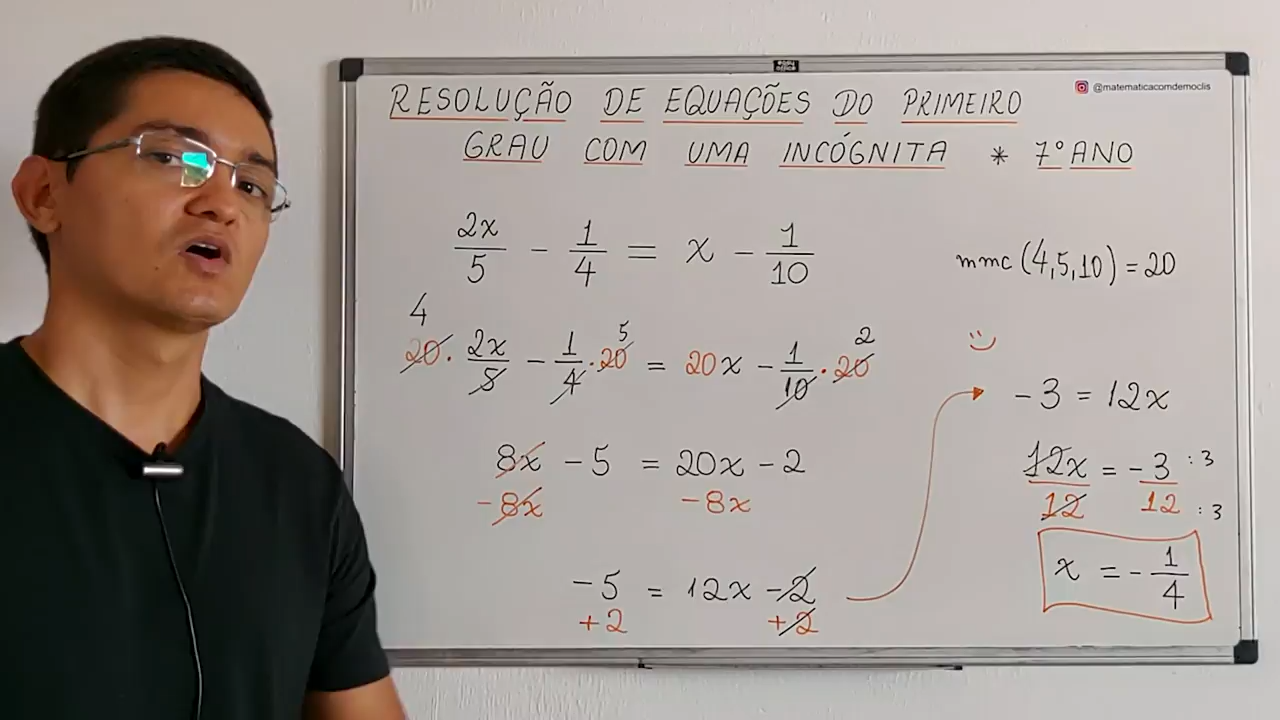 RESOLUÇÃO DE EQUAÇÕES DO PRIMEIRO
GRAU COM UMA INCÓGNITA * 7º ANO
@matematicacomdemoclis
2x/5 - 1/4 = x - 1/10
mmc (4,5,10) = 20
4 5 2
20 · 2x/5 - 1/4 · 20 = 20x - 1/10 · 20
8x - 5 = 20x - 2
-8x -8x
-5 = 12x - 2
+2 +2
-3 = 12x
12x/12 = -3/12 :3 :3
x = -1/4